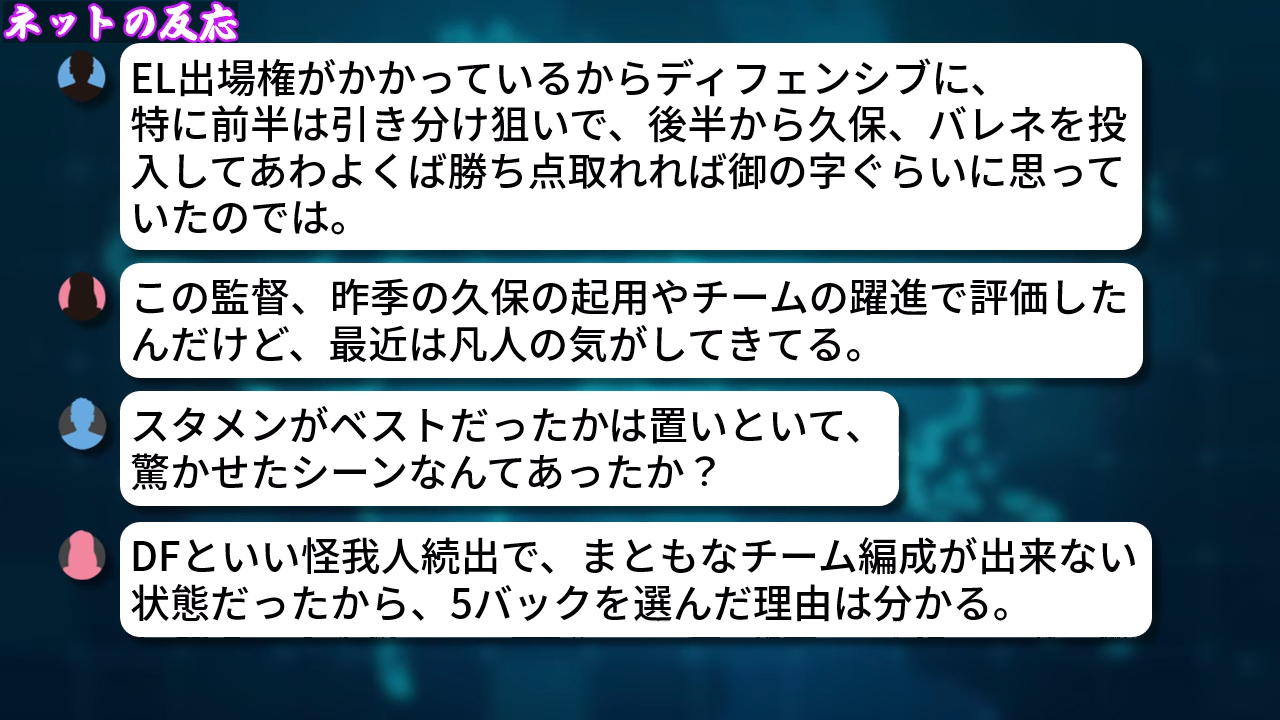 ネットの反応
EL出場権がかかっているからディフェンシブに、
特に前半は引き分け狙いで、後半から久保、バレネを投
入してあわよくば勝ち点取れれば御の字ぐらいに思って
いたのでは。
この監督、昨季の久保の起用やチームの躍進で評価した
んだけど、最近は凡人の気がしてきてる。
スタメンがベストだったかは置いといて、
驚かせたシーンなんてあったか？
DFといい怪我人続出で、まともなチーム編成が出来ない
状態だったから、5バックを選んだ理由は分かる。